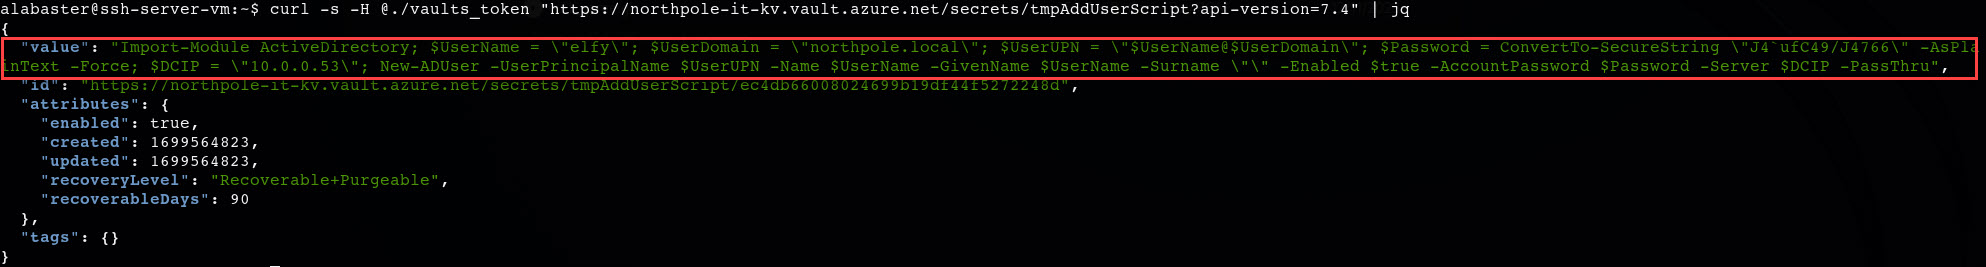 alabaster@ssh-server-vm:~$ curl -s -H @./vaults_token "https://northpole-it-kv.vault.azure.net/secrets/tmpAddUserScript?api-version=7.4" | jq
{
  "value": "Import-Module ActiveDirectory; $UserName = \"elfy\"; $UserDomain = \"northpole.local\"; $UserUPN = \"$UserName@$UserDomain\"; $Password = ConvertTo-SecureString \"J4`ufC49/J4766\" -AsPla
inText -Force; $DCIP = \"10.0.0.53\"; New-ADUser -UserPrincipalName $UserUPN -Name $UserName -GivenName $UserName -Surname \"\" -Enabled $true -AccountPassword $Password -Server $DCIP -PassThru",
  "id": "https://northpole-it-kv.vault.azure.net/secrets/tmpAddUserScript/ec4db66008024699b19df44f5272248d",
  "attributes": {
    "enabled": true,
    "created": 1699564823,
    "updated": 1699564823,
    "recoveryLevel": "Recoverable+Purgeable",
    "recoverableDays": 90
  },
  "tags": {}
}